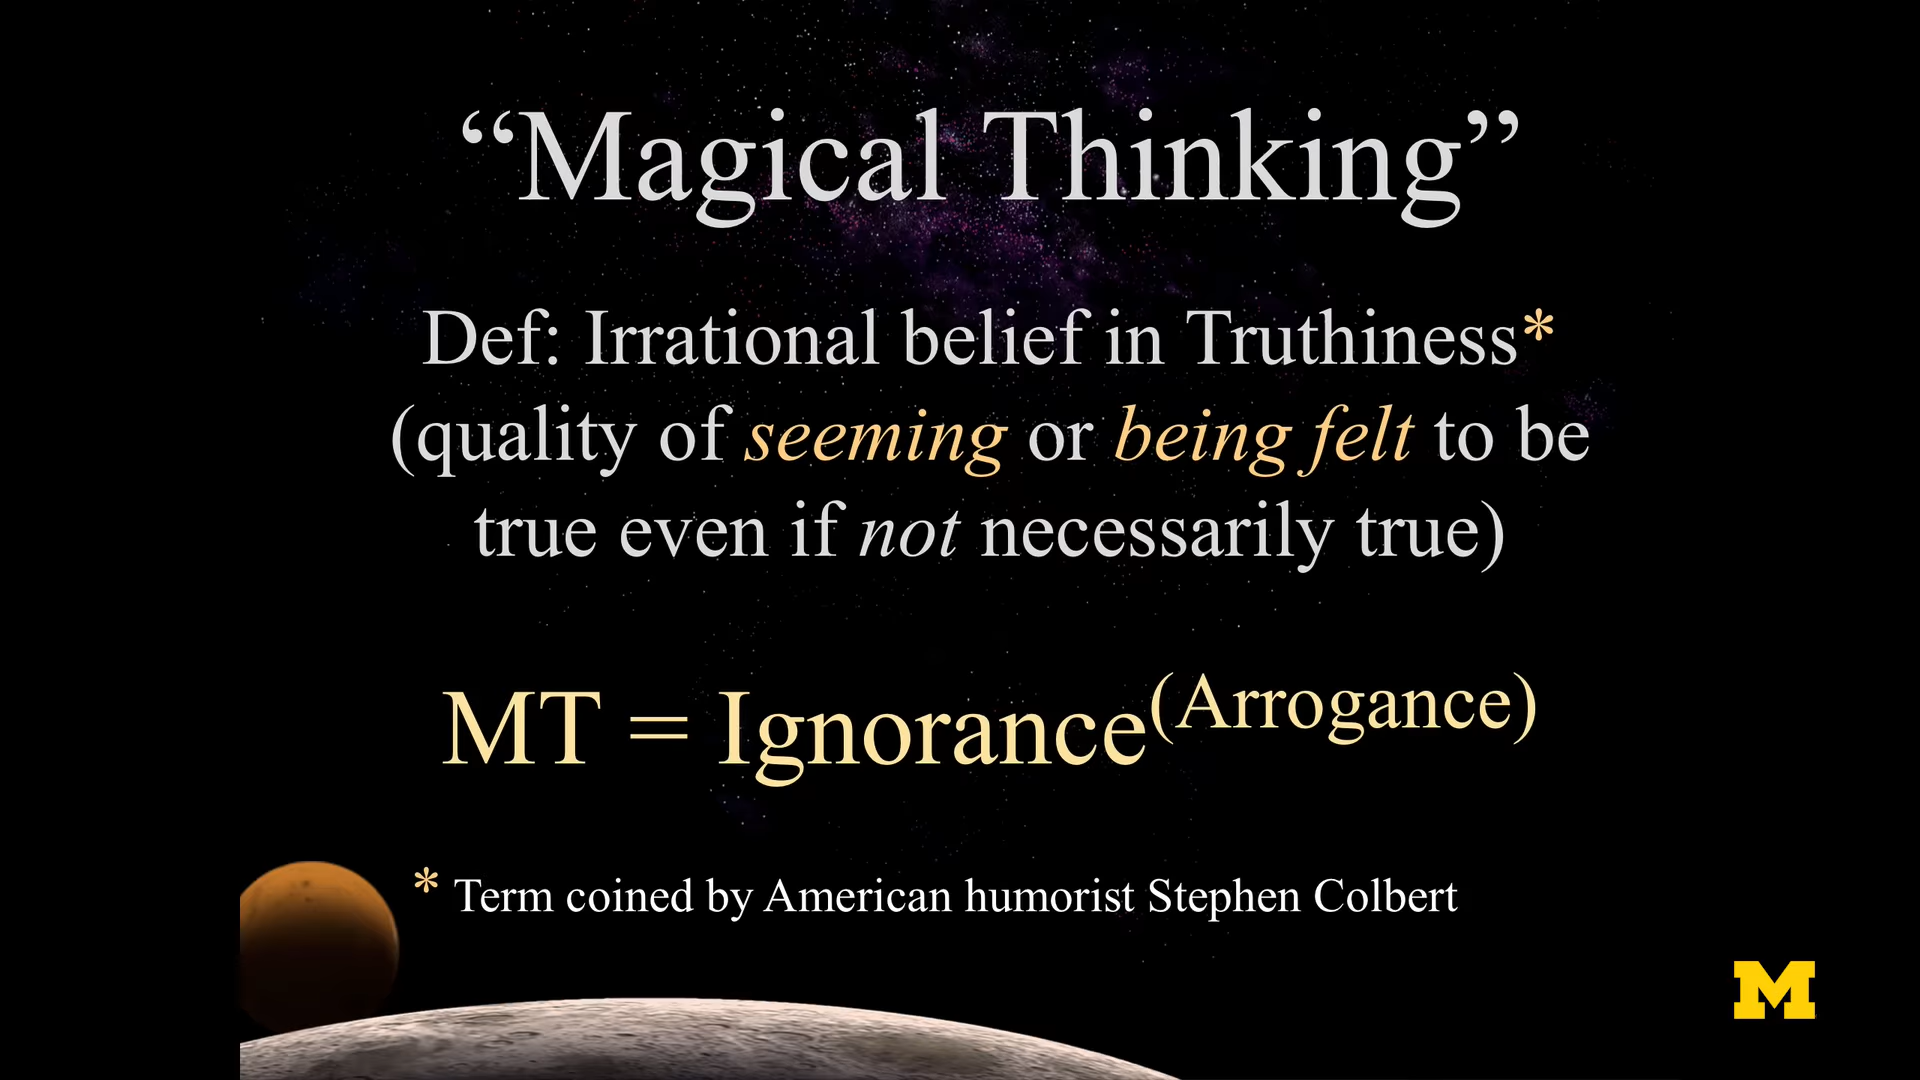 “Magical Thinking”
Def: Irrational belief in Truthiness*
(quality of seeming or being felt to be
true even if not necessarily true)
MT = Ignorance(Arrogance)
* Term coined by American humorist Stephen Colbert
M